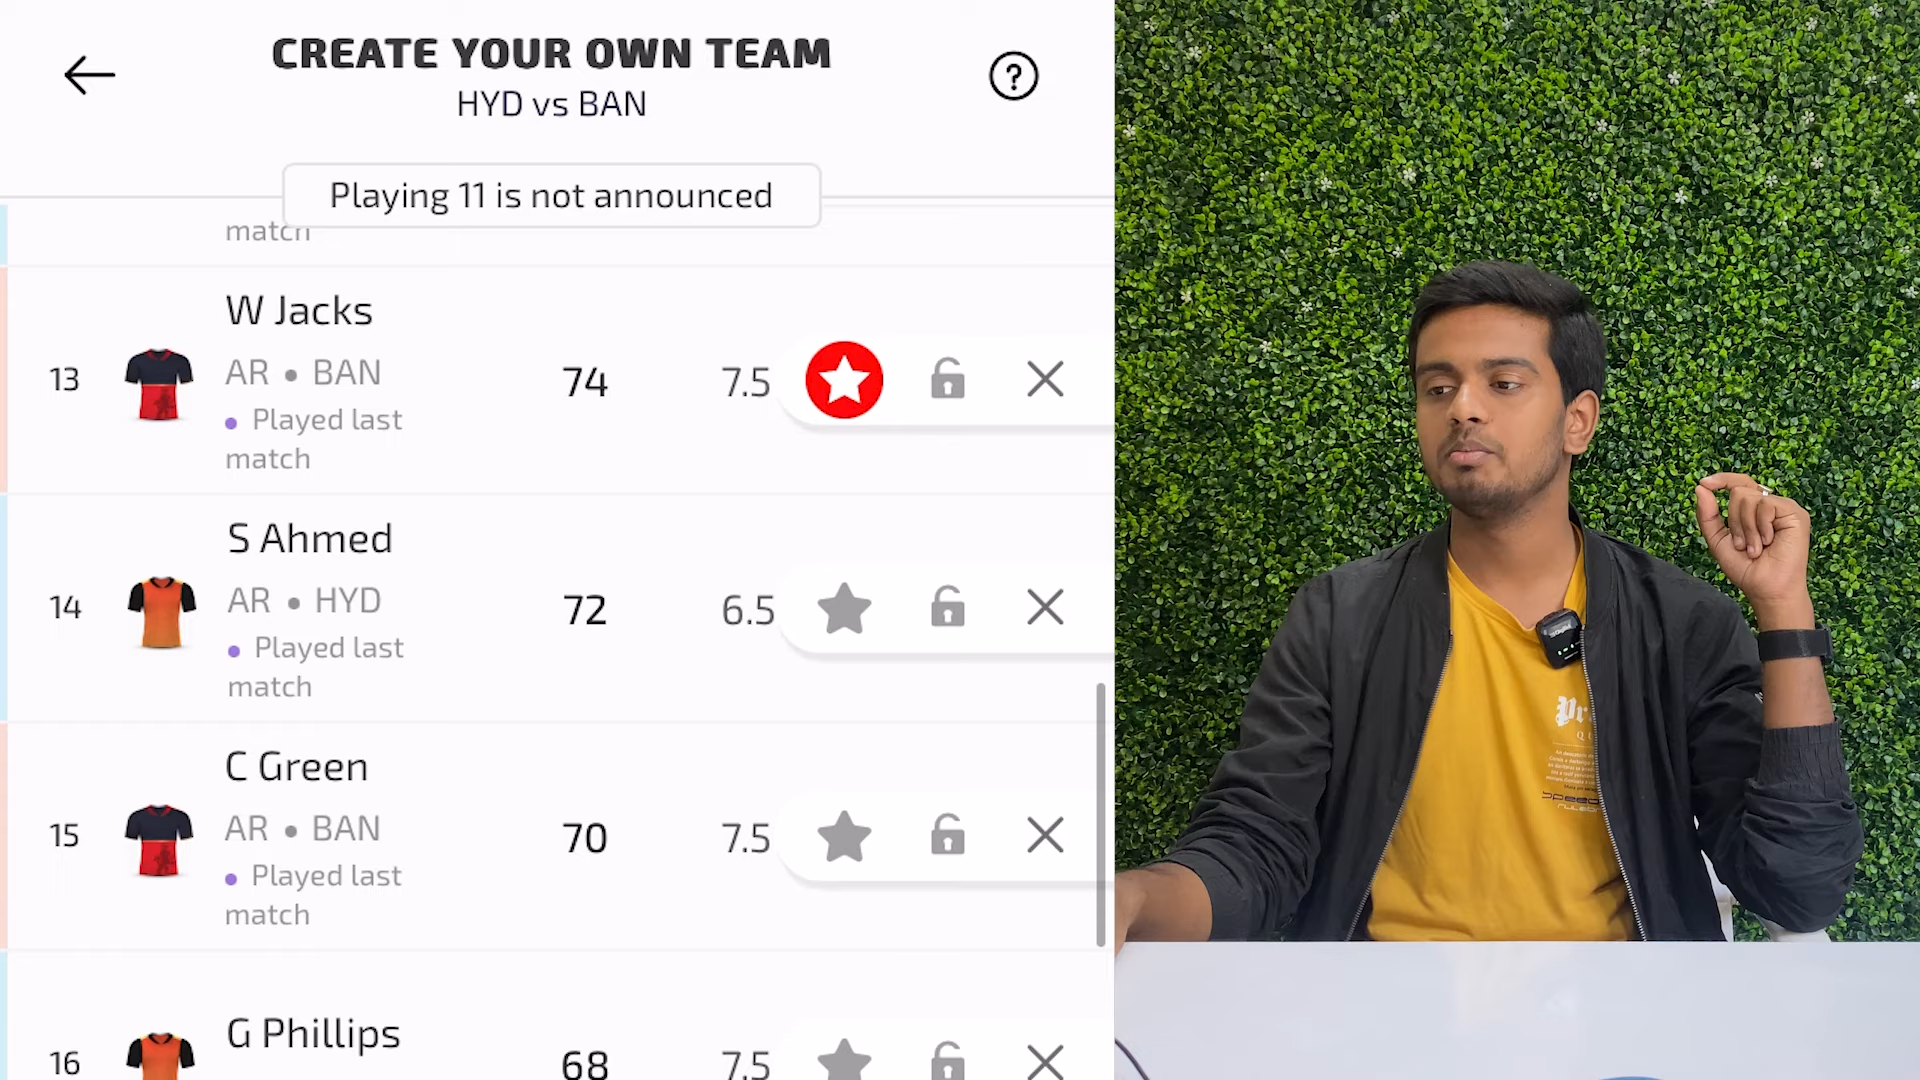 CREATE YOUR OWN TEAM
HYD vs BAN
?
Playing 11 is not announced
match
W Jacks
13
AR • BAN
74
7.5
• Played last
match
S Ahmed
14
AR • HYD
72
6.5
• Played last
match
C Green
15
AR • BAN
70
7.5
• Played last
match
G Phillips
16
68
7.5